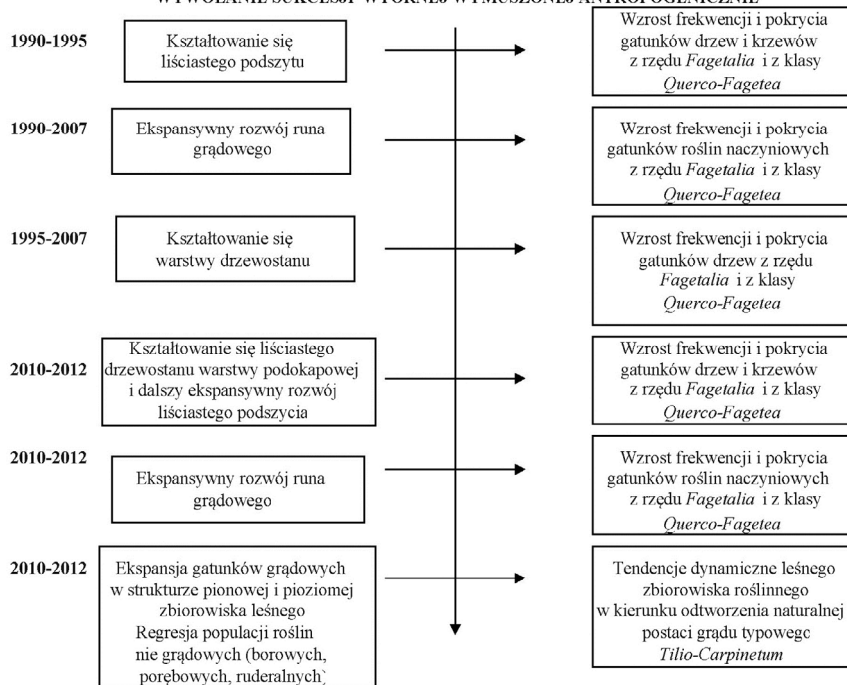 WYWOŁANIE SUKCESJI WTÓRNEJ WYMUSZONEJ ANTROPOGENICZNIE
1990-1995
Kształtowanie się
liściastego podszytu
Wzrost frekwencji i pokrycia
gatunków drzew i krzewów
z rzędu Fagetalia i z klasy
Querco-Fagetea
1990-2007
Ekspansywny rozwój runa
grądowego
Wzrost frekwencji i pokrycia
gatunków roślin naczyniowych
z rzędu Fagetalia i z klasy
Querco-Fagetea
1995-2007
Kształtowanie się
warstwy drzewostanu
Wzrost frekwencji i pokrycia
gatunków drzew z rzędu
Fagetalia i z klasy
Querco-Fagetea
2010-2012
Kształtowanie się liściastego
drzewostanu warstwy podokapowej
i dalszy ekspansywny rozwój
liściastego podszycia
Wzrost frekwencji i pokrycia
gatunków drzew i krzewów
z rzędu Fagetalia i z klasy
Querco-Fagetea
2010-2012
Ekspansywny rozwój runa
grądowego
Wzrost frekwencji i pokrycia
gatunków roślin naczyniowych
z rzędu Fagetalia i z klasy
Querco-Fagetea
2010-2012
Ekspansja gatunków grądowych
w strukturze pionowej i pioziomej
zbiorowiska leśnego
Regresja populacji roślin
nie grądowych (borowych,
porębowych, ruderalnych)
Tendencje dynamiczne leśnego
zbiorowiska roślinnego
w kierunku odtworzenia naturalnej
postaci grądu typowego
Tilio-Carpinetum